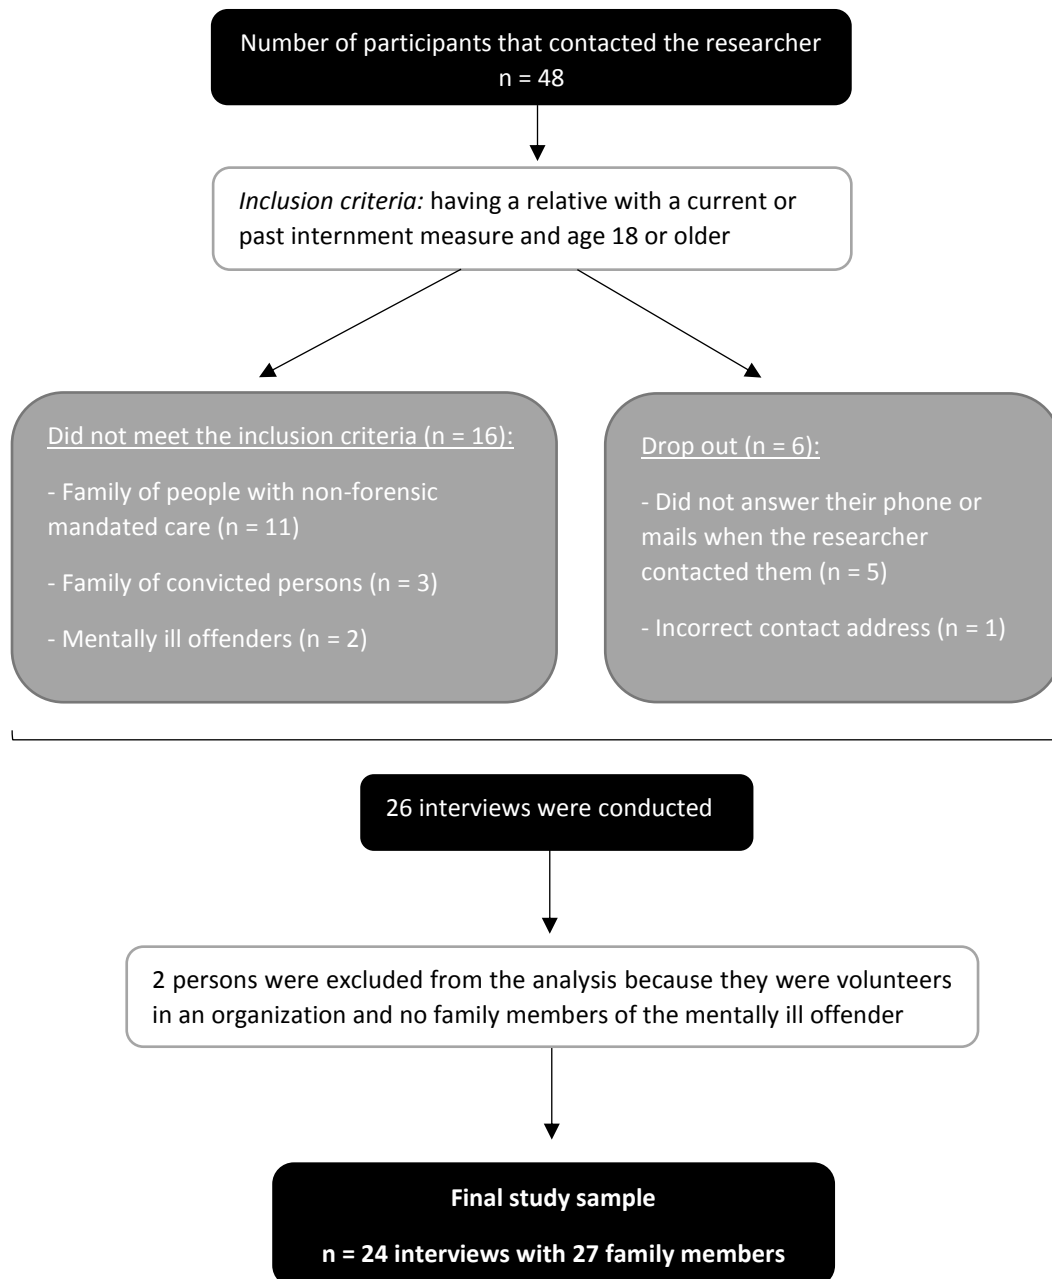 Number of participants that contacted the researcher
n = 48
Inclusion criteria: having a relative with a current or
past internment measure and age 18 or older
Did not meet the inclusion criteria (n = 16):
- Family of people with non-forensic
mandated care (n = 11)
- Family of convicted persons (n = 3)
- Mentally ill offenders (n = 2)
Drop out (n = 6):
- Did not answer their phone or
mails when the researcher
contacted them (n = 5)
- Incorrect contact address (n = 1)
26 interviews were conducted
2 persons were excluded from the analysis because they were volunteers
in an organization and no family members of the mentally ill offender
Final study sample
n = 24 interviews with 27 family members